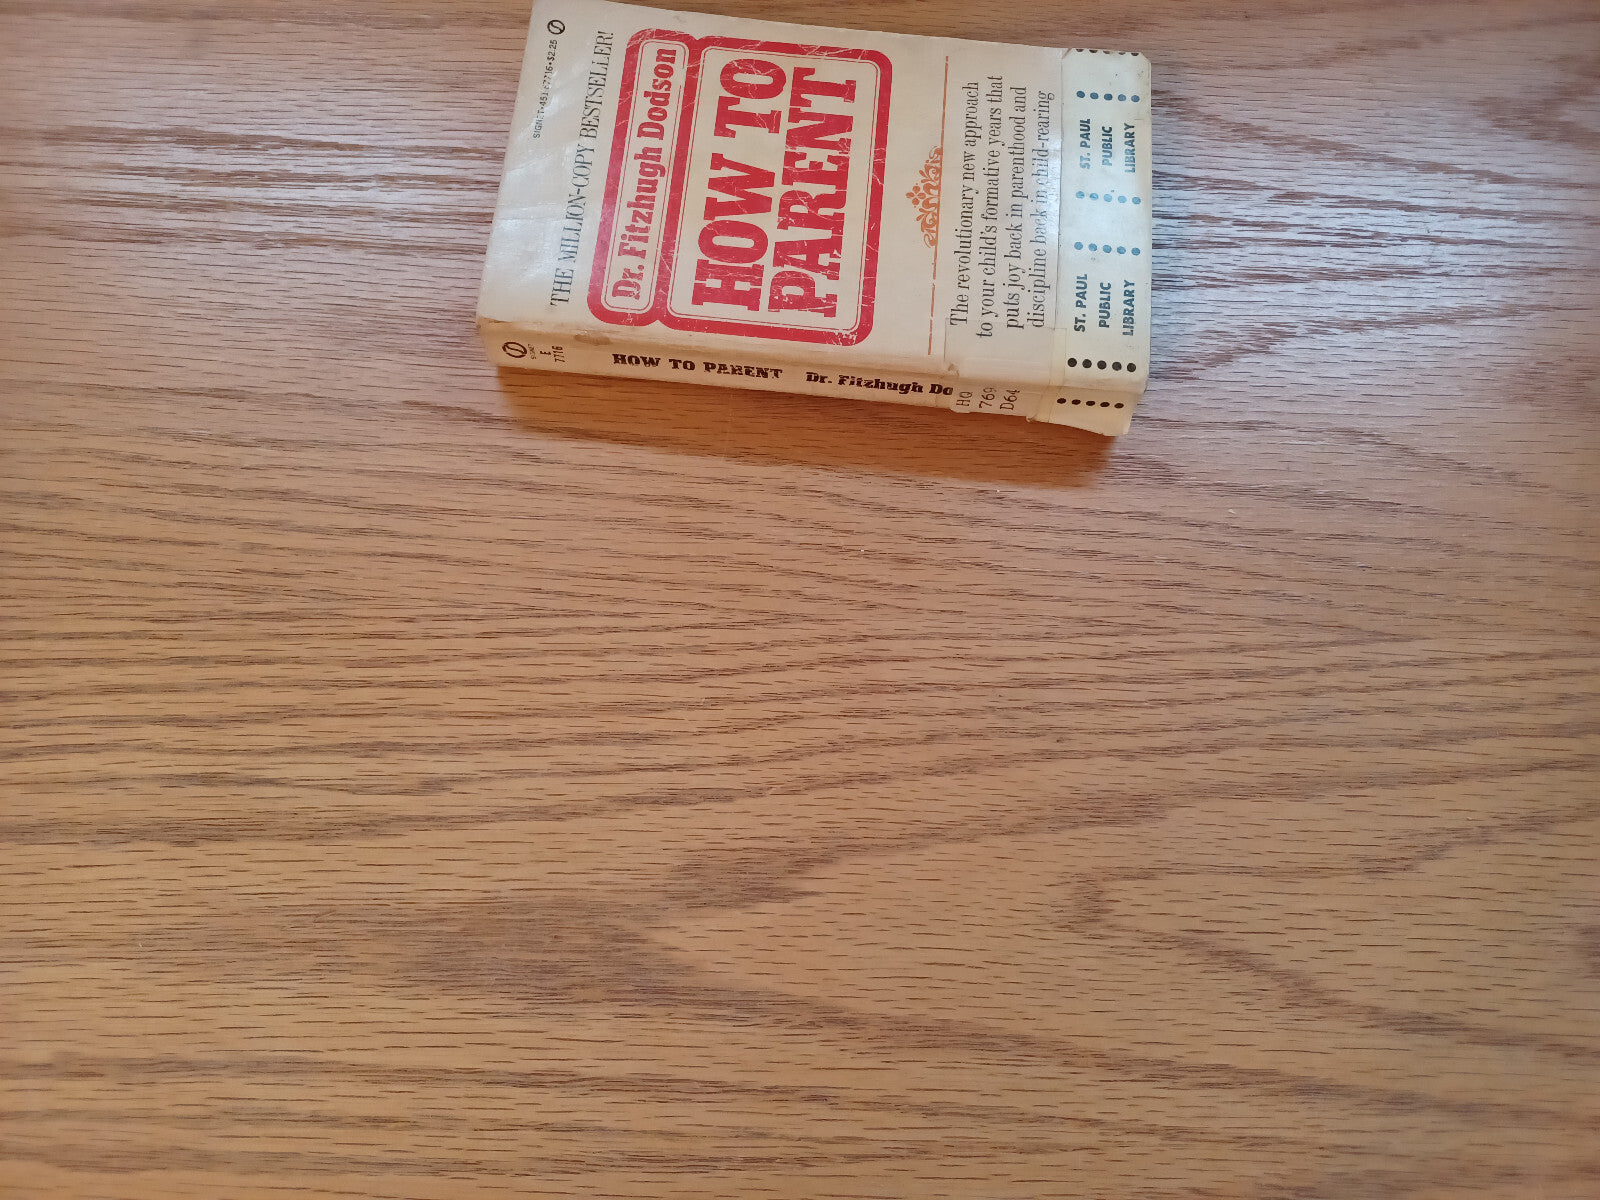 SIGNET•451-E7716•$2.25
THE MILLION-COPY BESTSELLER!
Dr. Fitzhugh Dodson
HOW TO
PARENT
The revolutionary new approach
to your child's formative years that
puts joy back in parenthood and
discipline back in child-rearing
ST. PAUL
PUBLIC
LIBRARY
ST. PAUL
PUBLIC
LIBRARY
SIGNET
E
7716
HOW TO PARENT Dr. Fitzhugh Do
HQ
769
D64